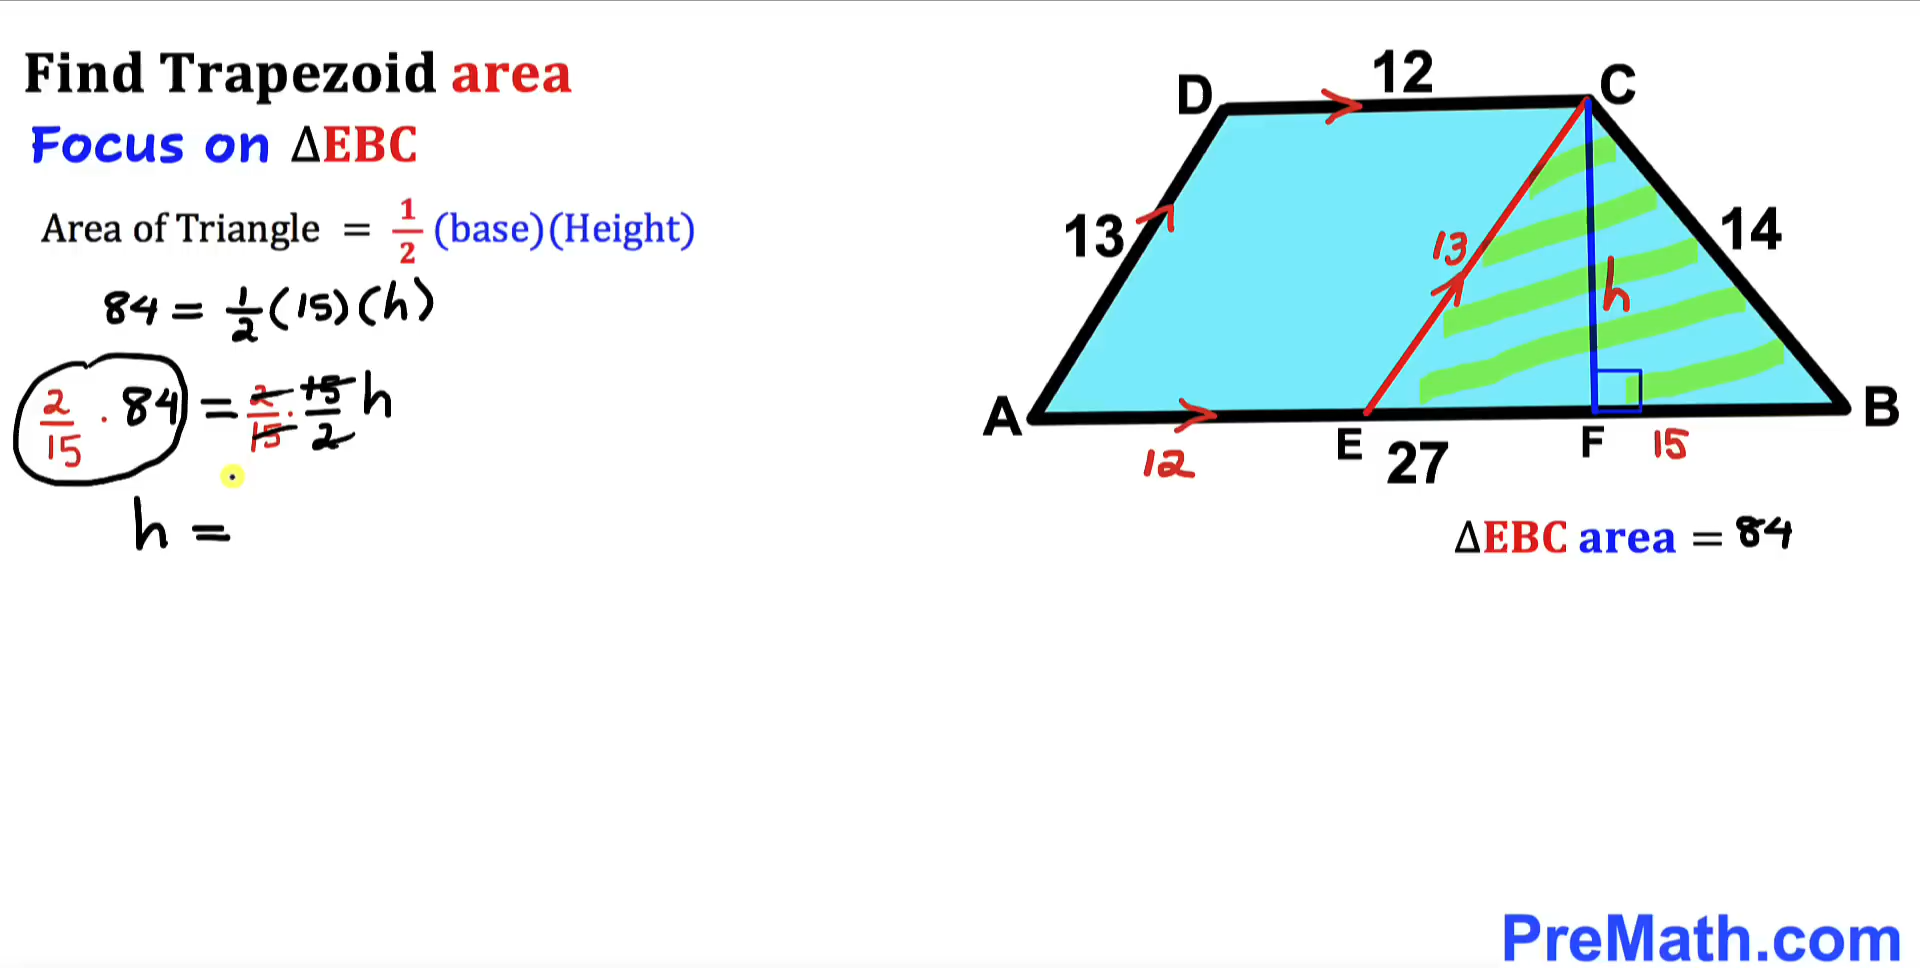 Find Trapezoid area
Focus on ΔEBC
Area of Triangle = 1/2 (base)(Height)
84 = 1/2 (15)(h)
2/15 · 84 = 2/15 · 15/2 h
h =
D
12
C
13
13
14
h
A
B
12
E
27
F
15
ΔEBC area = 84
PreMath.com